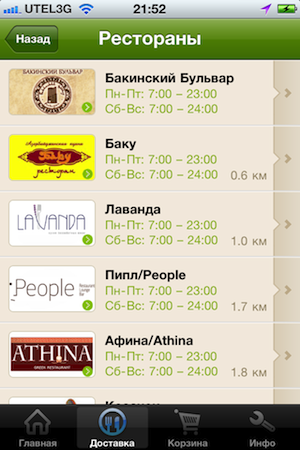 UTEL3G 21:52
Назад Рестораны
БАКИНСКИЙ БУЛЬВАР
Бакинский Бульвар
Пн-Пт: 7:00 – 23:00
Сб-Вс: 7:00 – 24:00
Баку
ресторан
Баку
Пн-Пт: 7:00 – 23:00
Сб-Вс: 7:00 – 24:00 0.6 км
LAVANDA
Лаванда
Пн-Пт: 7:00 – 23:00
Сб-Вс: 7:00 – 24:00 1.0 км
People
Пипл/People
Пн-Пт: 7:00 – 23:00
Сб-Вс: 7:00 – 24:00 1.7 км
ATHINA
GREEK RESTAURANT
Афина/Athina
Пн-Пт: 7:00 – 23:00
Сб-Вс: 7:00 – 24:00 1.8 км
Главная Доставка Корзина Инфо